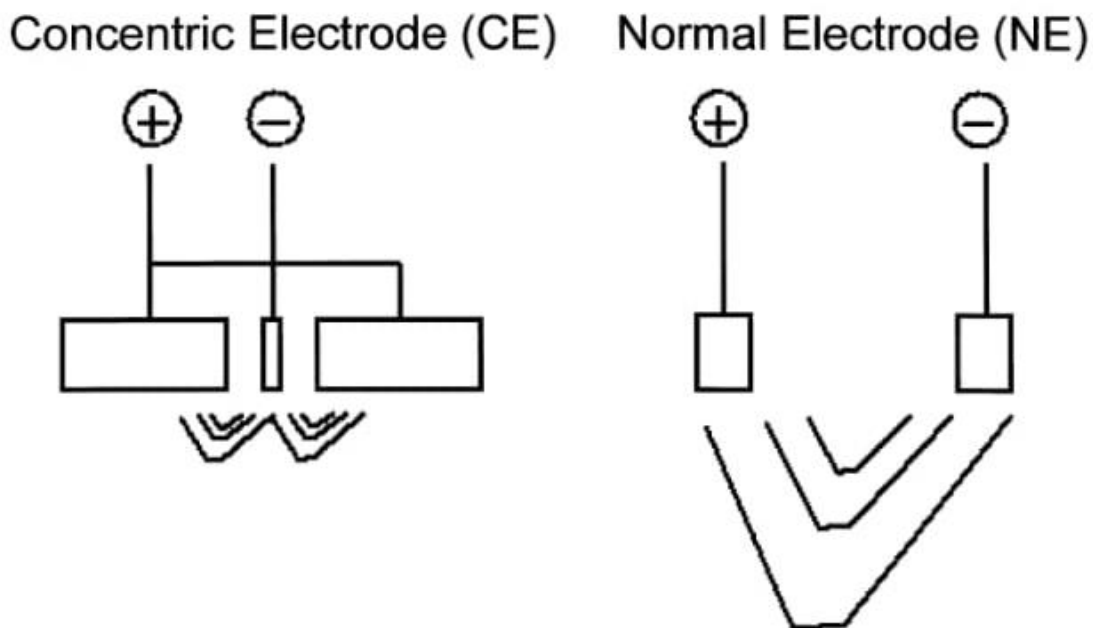 Concentric Electrode (CE) Normal Electrode (NE)
+ − + −